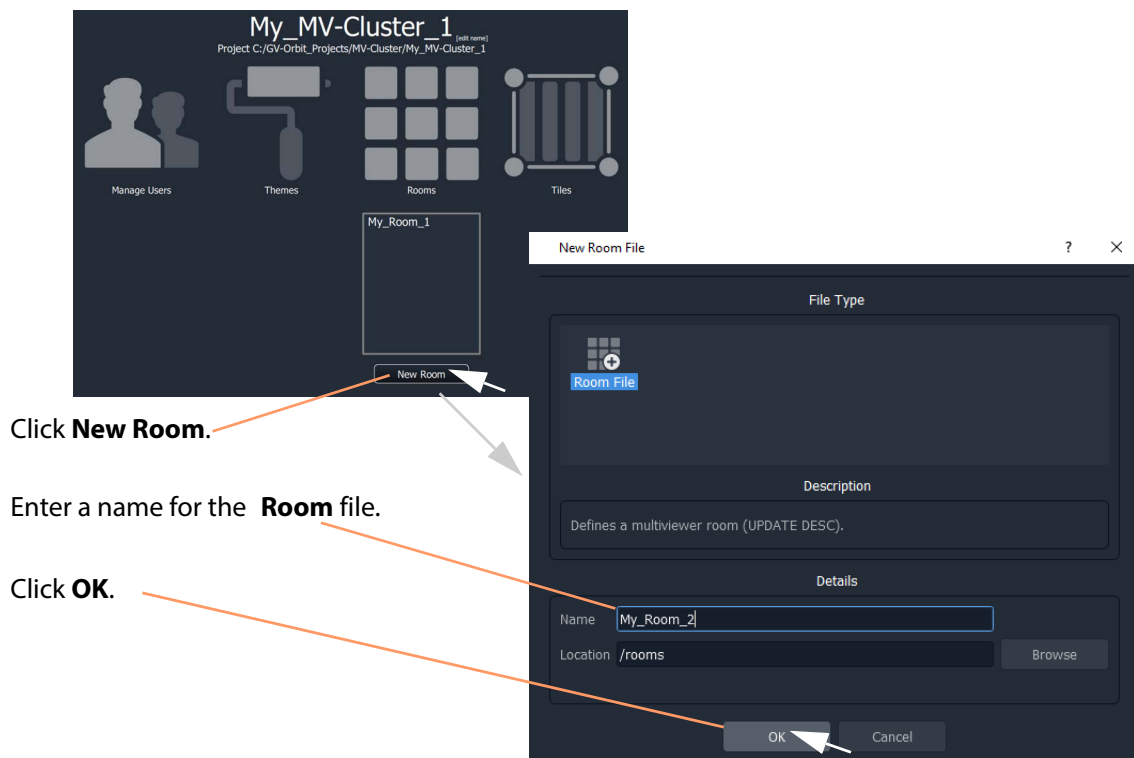 My_MV-Cluster_1 [edit name]
Project C:/GV-Orbit_Projects/MV-Cluster/My_MV-Cluster_1
Manage Users
Themes
Rooms
Tiles
My_Room_1
New Room
New Room File
?
File Type
Room File
Description
Defines a multiviewer room (UPDATE DESC).
Details
Name My_Room_2
Location /rooms Browse
OK Cancel
Click New Room.
Enter a name for the Room file.
Click OK.